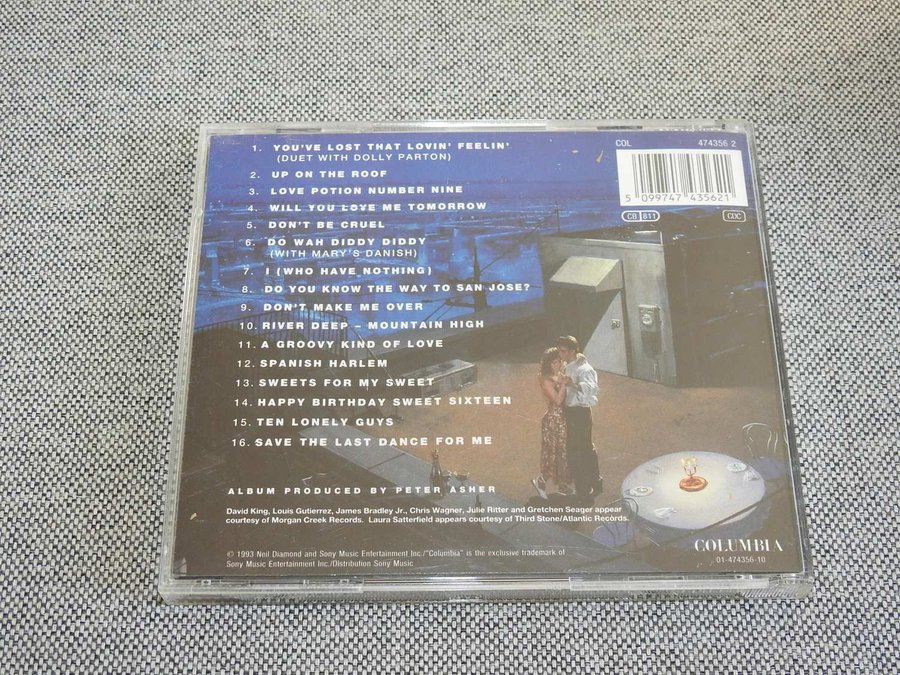 1. YOU'VE LOST THAT LOVIN' FEELIN'
(DUET WITH DOLLY PARTON)
2. UP ON THE ROOF
3. LOVE POTION NUMBER NINE
4. WILL YOU LOVE ME TOMORROW
5. DON'T BE CRUEL
6. DO WAH DIDDY DIDDY
(WITH MARY'S DANISH)
7. I (WHO HAVE NOTHING)
8. DO YOU KNOW THE WAY TO SAN JOSE?
9. DON'T MAKE ME OVER
10. RIVER DEEP – MOUNTAIN HIGH
11. A GROOVY KIND OF LOVE
12. SPANISH HARLEM
13. SWEETS FOR MY SWEET
14. HAPPY BIRTHDAY SWEET SIXTEEN
15. TEN LONELY GUYS
16. SAVE THE LAST DANCE FOR ME
COL 474356 2
5 099747 435621
CB 811 CDC
ALBUM PRODUCED BY PETER ASHER
David King, Louis Gutierrez, James Bradley Jr., Chris Wagner, Julie Ritter and Gretchen Seager appear
courtesy of Morgan Creek Records. Laura Satterfield appears courtesy of Third Stone/Atlantic Records.
© 1993 Neil Diamond and Sony Music Entertainment Inc./"Columbia" is the exclusive trademark of
Sony Music Entertainment Inc./Distribution Sony Music
COLUMBIA
01-474356-10